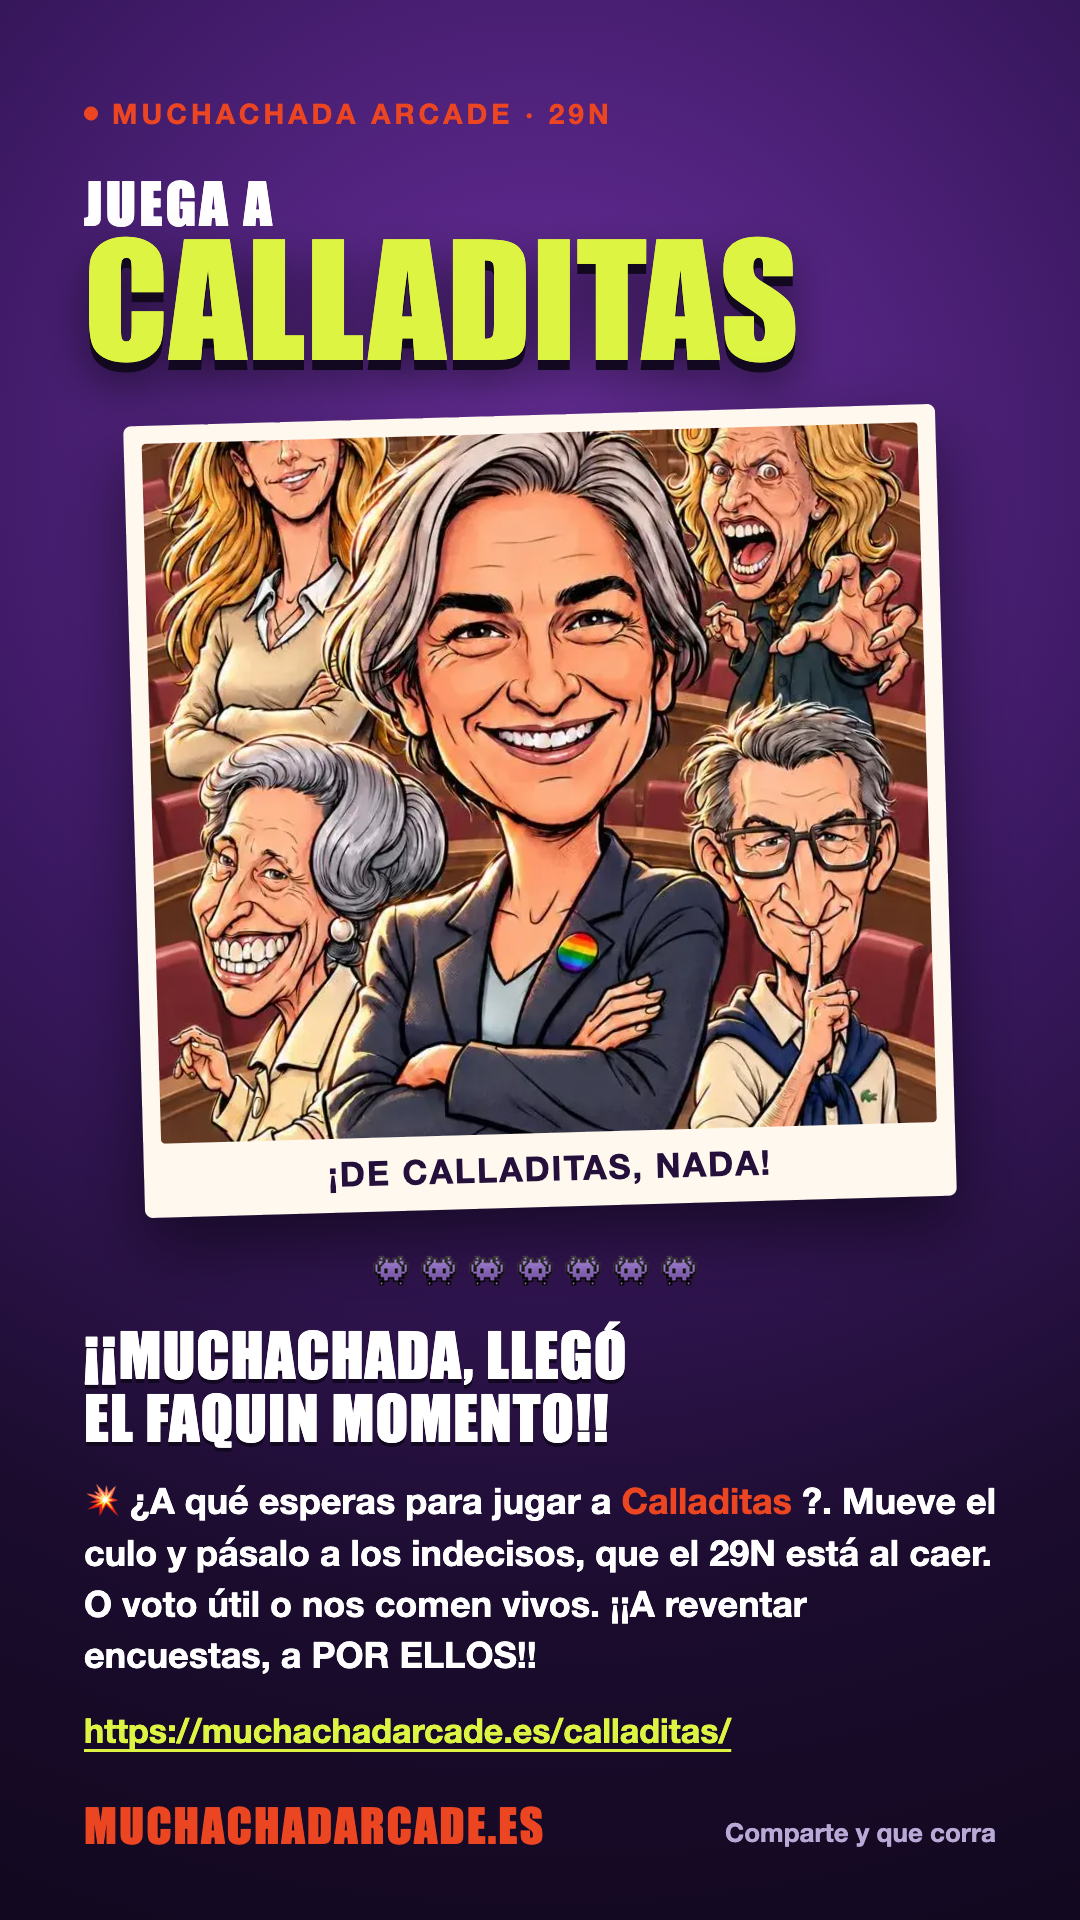 MUCHACHADA ARCADE · 29N
JUEGA A
CALLADITAS
¡DE CALLADITAS, NADA!
¡¡MUCHACHADA, LLEGÓ
EL FAQUIN MOMENTO!!
💥 ¿A qué esperas para jugar a Calladitas ?. Mueve el
culo y pásalo a los indecisos, que el 29N está al caer.
O voto útil o nos comen vivos. ¡¡A reventar
encuestas, a POR ELLOS!!
https://muchachadarcade.es/calladitas/
MUCHACHADARCADE.ES
Comparte y que corra